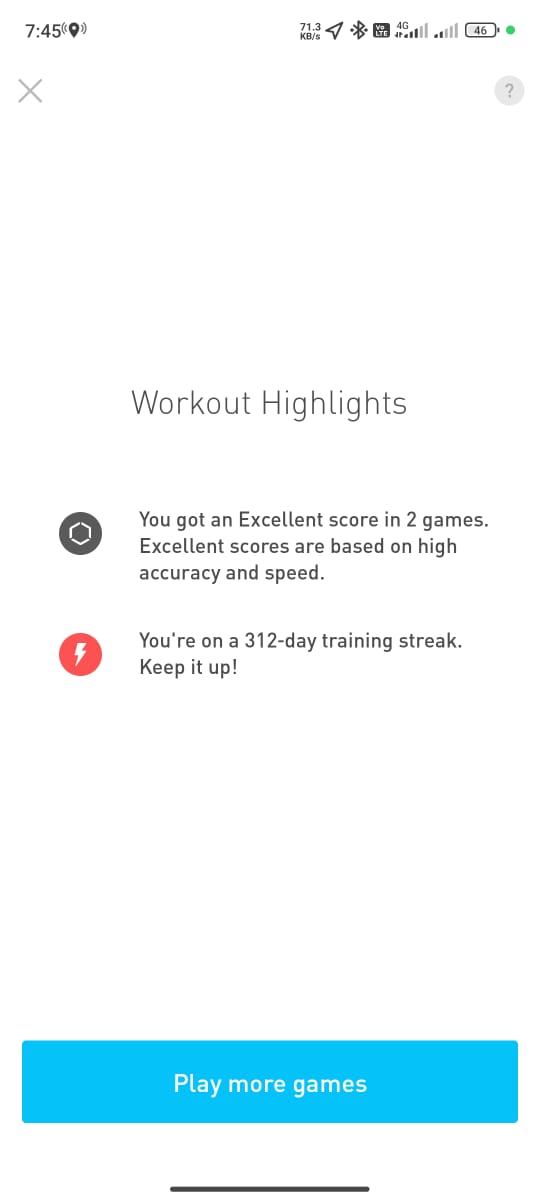 7:45
71.3
KB/s
Vo
LTE
4G
46
?
Workout Highlights
You got an Excellent score in 2 games.
Excellent scores are based on high
accuracy and speed.
You're on a 312-day training streak.
Keep it up!
Play more games